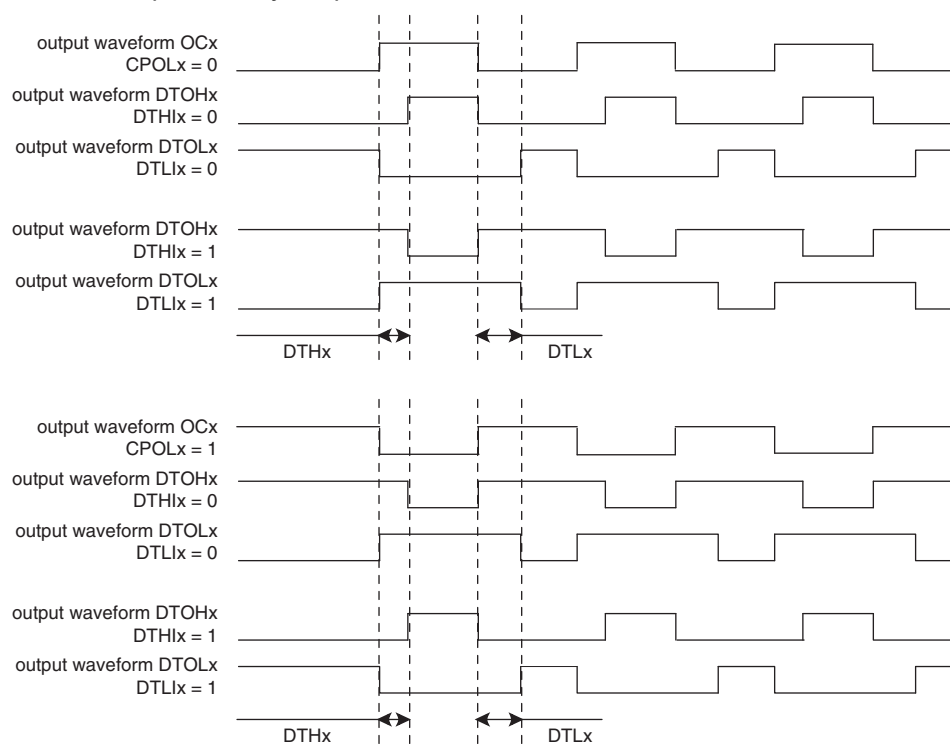 output waveform OCx
CPOLx = 0
output waveform DTOHx
DTHIx = 0
output waveform DTOLx
DTLIx = 0
output waveform DTOHx
DTHIx = 1
output waveform DTOLx
DTLIx = 1
DTHx
DTLx
output waveform OCx
CPOLx = 1
output waveform DTOHx
DTHIx = 0
output waveform DTOLx
DTLIx = 0
output waveform DTOHx
DTHIx = 1
output waveform DTOLx
DTLIx = 1
DTHx
DTLx